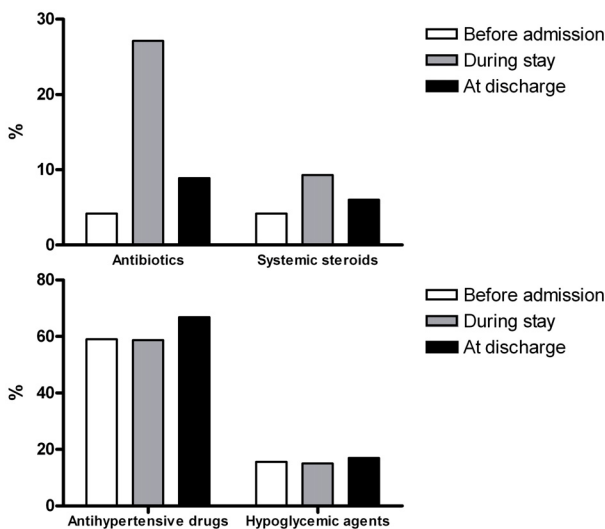 30
20
10
0
%
Antibiotics Systemic steroids
Before admission
During stay
At discharge
80
60
40
20
0
%
Antihypertensive drugs Hypoglycemic agents
Before admission
During stay
At discharge